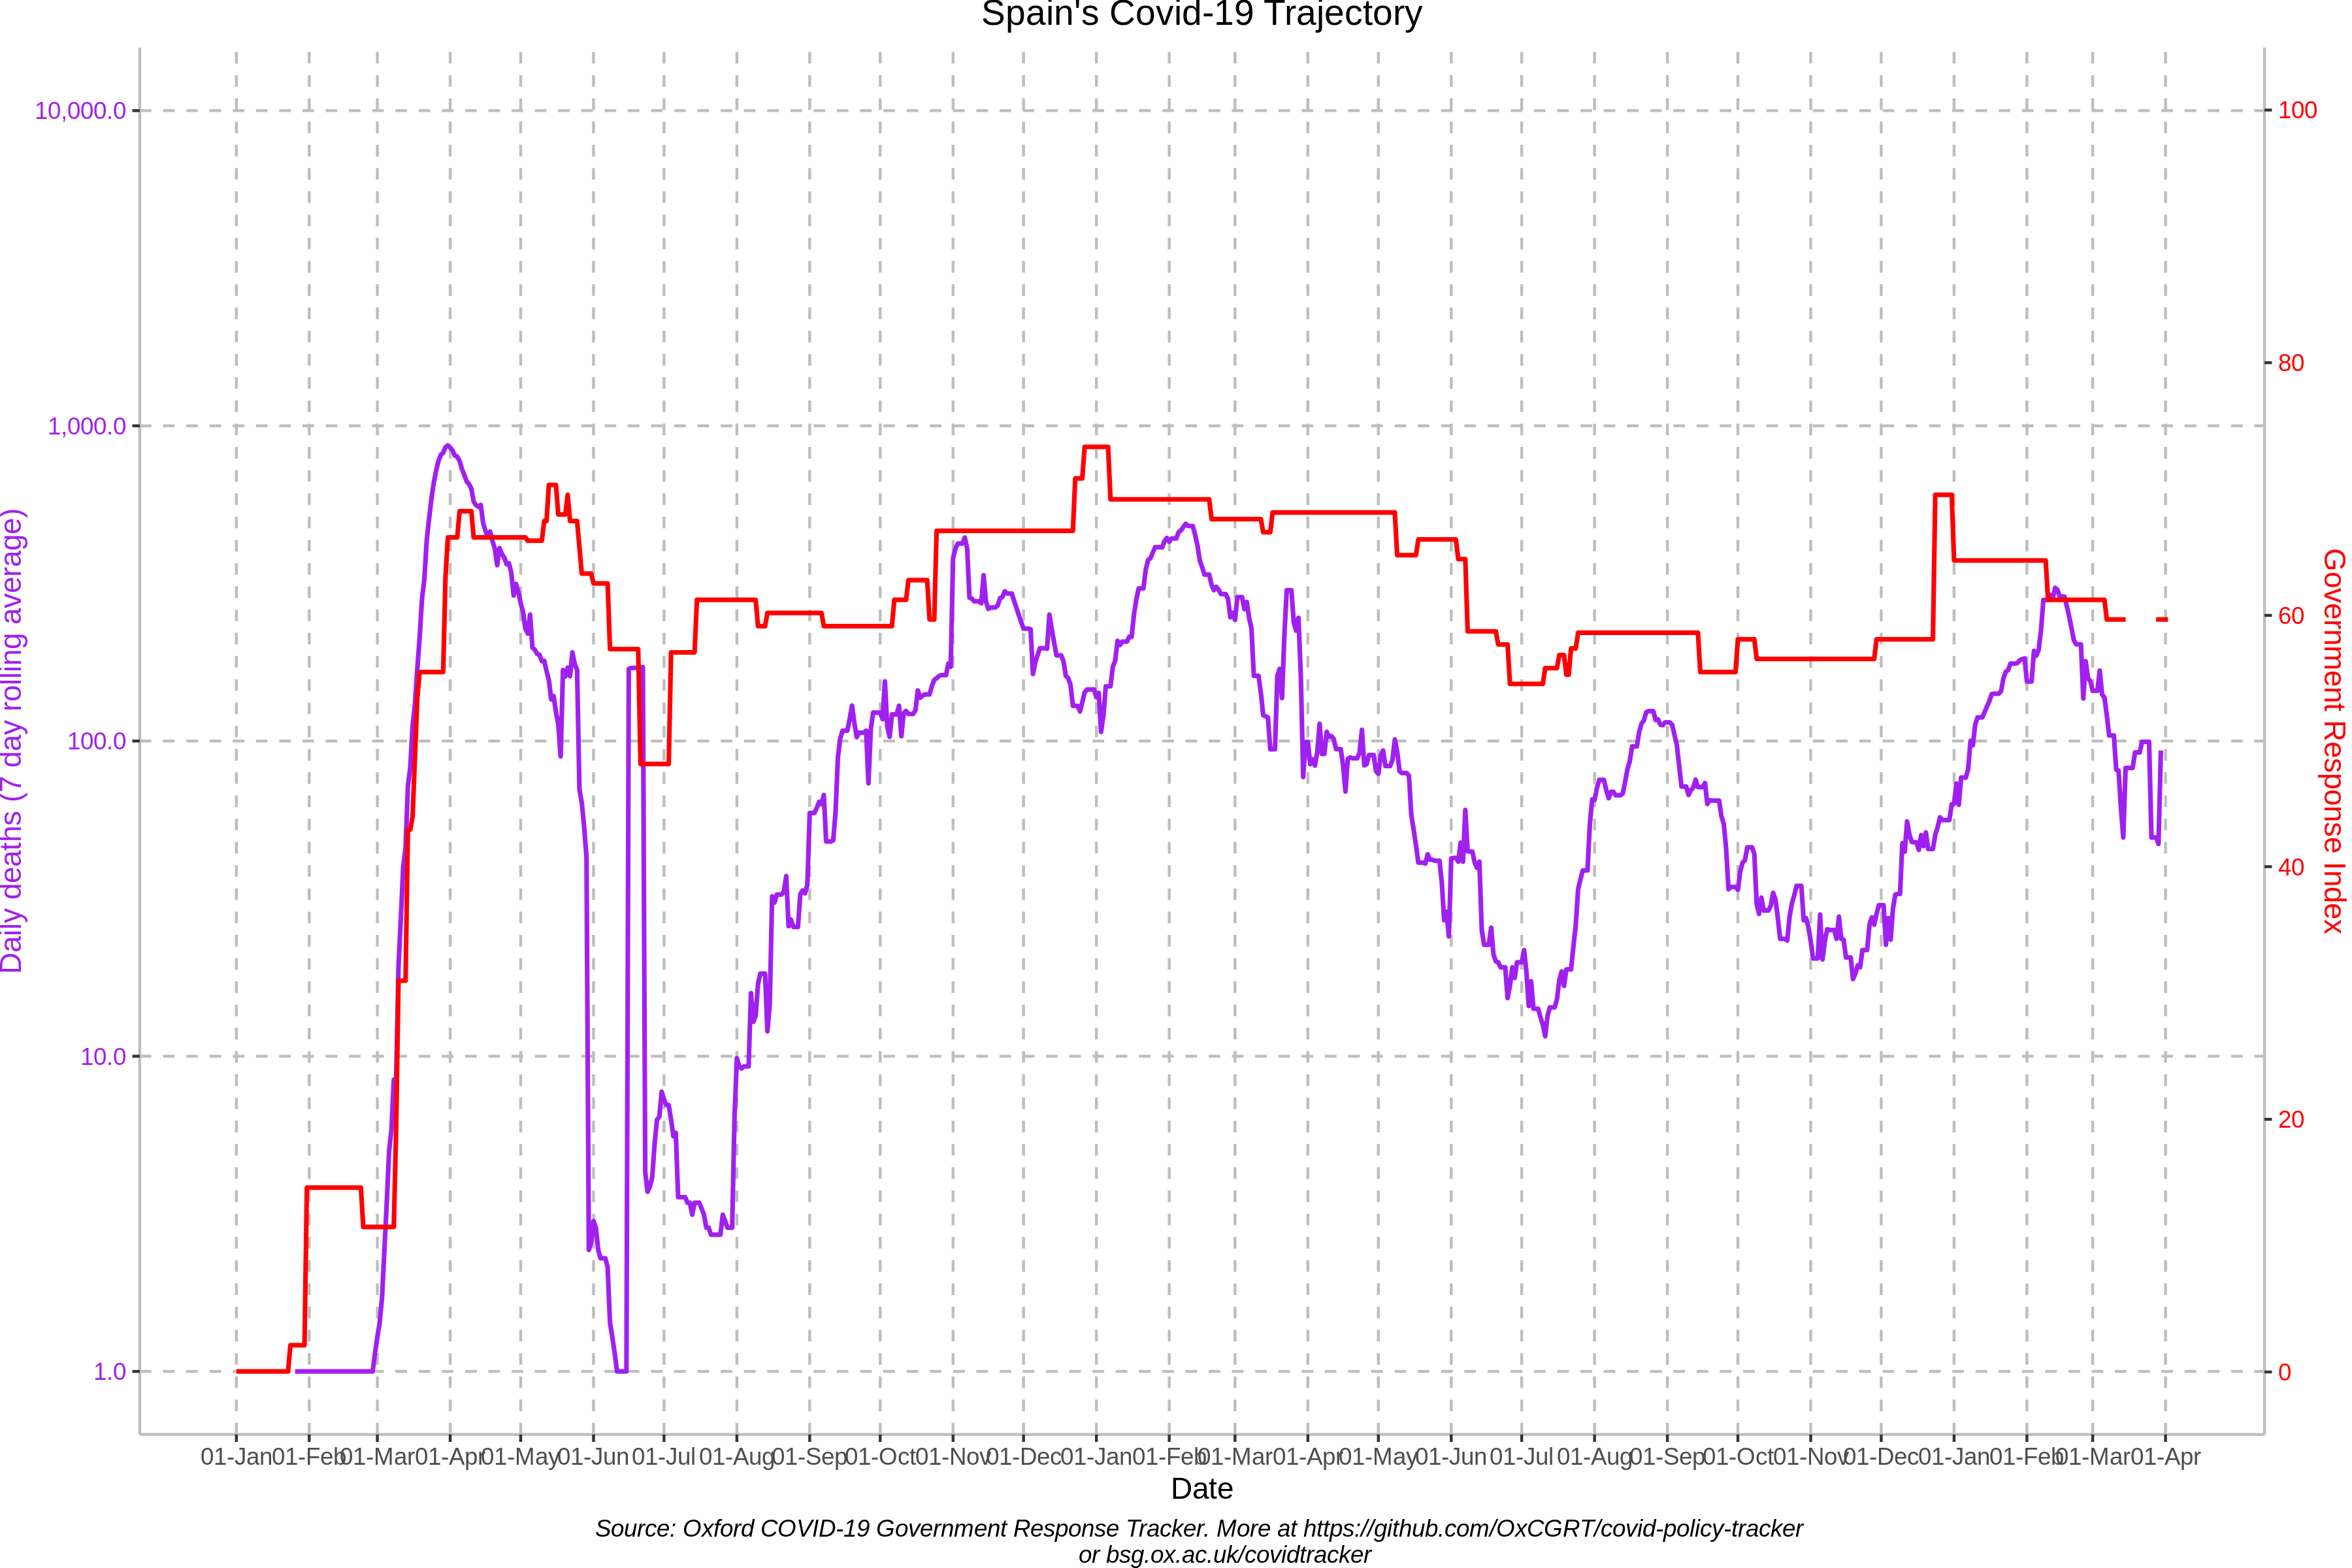 Spain's Covid-19 Trajectory
10,000.0
1,000.0
100.0
10.0
1.0
Daily deaths (7 day rolling average)
100
80
60
40
20
0
Government Response Index
01-Jan 01-Feb 01-Mar 01-Apr 01-May 01-Jun 01-Jul 01-Aug 01-Sep 01-Oct 01-Nov 01-Dec 01-Jan 01-Feb 01-Mar 01-Apr 01-May 01-Jun 01-Jul 01-Aug 01-Sep 01-Oct 01-Nov 01-Dec 01-Jan 01-Feb 01-Mar 01-Apr
Date
Source: Oxford COVID-19 Government Response Tracker. More at https://github.com/OxCGRT/covid-policy-tracker
or bsg.ox.ac.uk/covidtracker